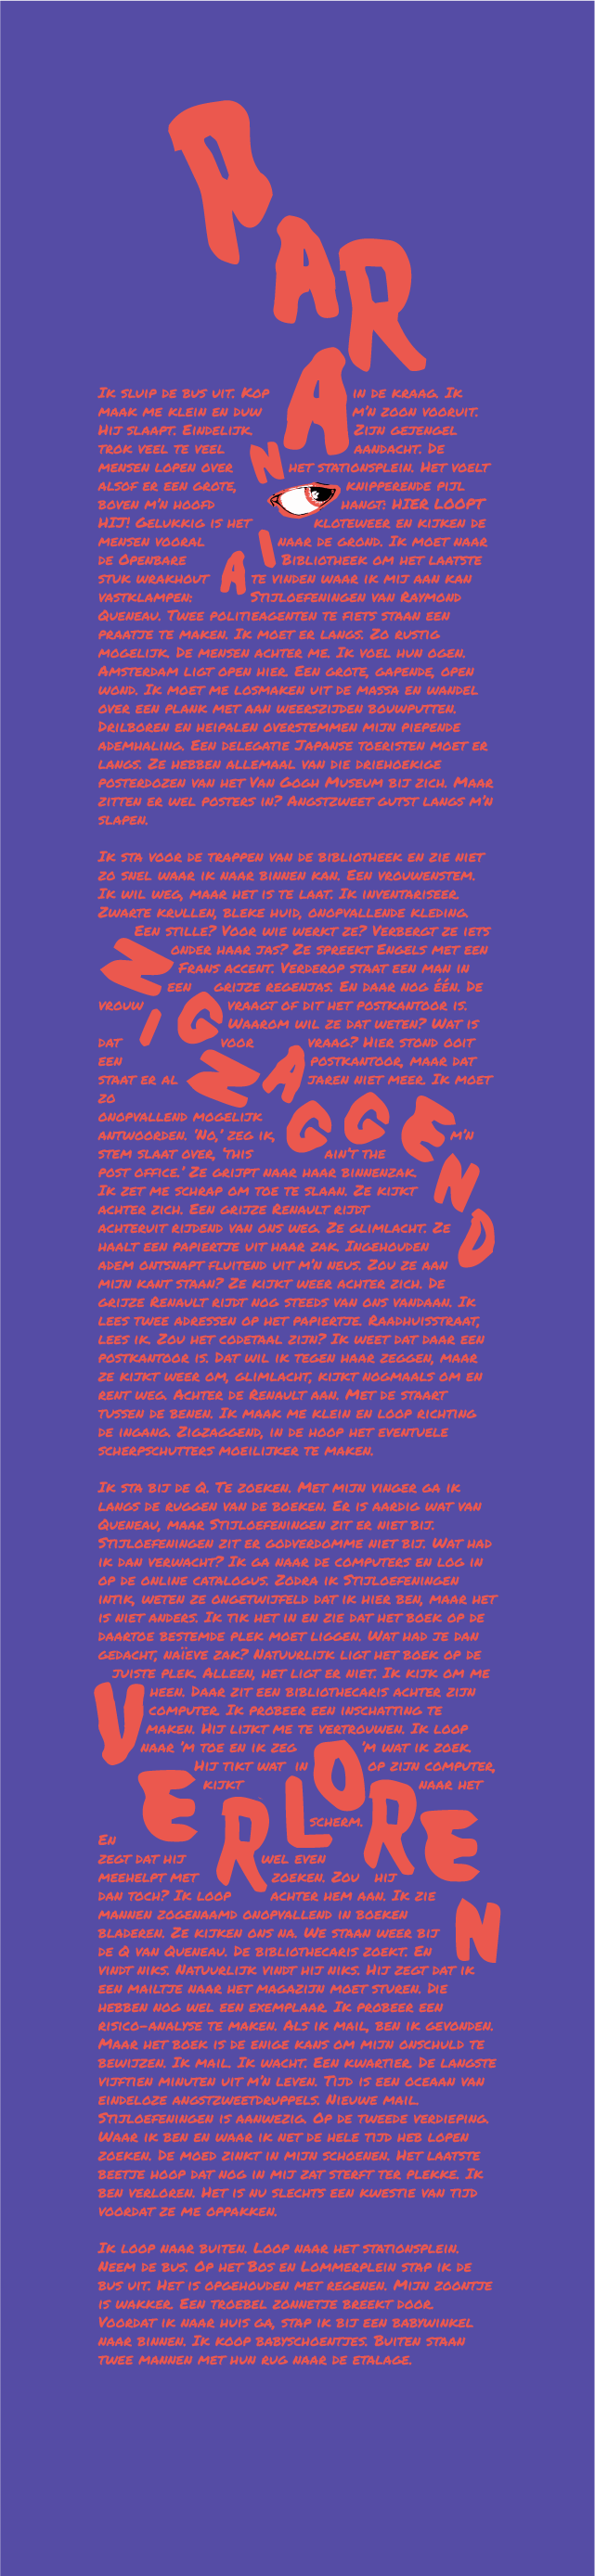 PARAN IA
Ik sluip de bus uit. Kop in de kraag. Ik
maak me klein en duw m'n zoon vooruit.
Hij slaapt. Eindelijk. Zijn gejengel
trok veel te veel aandacht. De
mensen lopen over het stationsplein. Het voelt
alsof er een grote, knipperende pijl
boven m'n hoofd hangt: HIER LOOPT
HIJ! Gelukkig is het kloteweer en kijken de
mensen vooral naar de grond. Ik moet naar
de Openbare Bibliotheek om het laatste
stuk wrakhout te vinden waar ik mij aan kan
vastklampen: Stijloefeningen van Raymond
Queneau. Twee politieagenten te fiets staan een
praatje te maken. Ik moet er langs. Zo rustig
mogelijk. De mensen achter me. Ik voel hun ogen.
Amsterdam ligt open hier. Een grote, gapende, open
wond. Ik moet me losmaken uit de massa en wandel
over een plank met aan weerszijden bouwputten.
Drilboren en heipalen overstemmen mijn piepende
ademhaling. Een delegatie Japanse toeristen moet er
langs. Ze hebben allemaal van die driehoekige
posterdozen van het Van Gogh Museum bij zich. Maar
zitten er wel posters in? Angstzweet gutst langs m'n
slapen.
Ik sta voor de trappen van de bibliotheek en zie niet
zo snel waar ik naar binnen kan. Een vrouwenstem.
Ik wil weg, maar het is te laat. Ik inventariseer.
Zwarte krullen, bleke huid, onopvallende kleding.
Een stille? Voor wie werkt ze? Verbergt ze iets
onder haar jas? Ze spreekt Engels met een
Frans accent. Verderop staat een man in
een grijze regenjas. En daar nog één. De
vrouw vraagt of dit het postkantoor is.
Waarom wil ze dat weten? Wat is
dat voor vraag? Hier stond ooit
een postkantoor, maar dat
staat er al jaren niet meer. Ik moet
zo
ZIGZAGGEND
onopvallend mogelijk
antwoorden. 'No,' zeg ik, m'n
stem slaat over, 'this ain't the
post office.' Ze grijpt naar haar binnenzak.
Ik zet me schrap om toe te slaan. Ze kijkt
achter zich. Een grijze Renault rijdt
achteruit rijdend van ons weg. Ze glimlacht. Ze
haalt een papiertje uit haar zak. Ingehouden
adem ontsnapt fluitend uit m'n neus. Zou ze aan
mijn kant staan? Ze kijkt weer achter zich. De
grijze Renault rijdt nog steeds van ons vandaan. Ik
lees twee adressen op het papiertje. Raadhuisstraat,
lees ik. Zou het codetaal zijn? Ik weet dat daar een
postkantoor is. Dat wil ik tegen haar zeggen, maar
ze kijkt weer om, glimlacht, kijkt nogmaals om en
rent weg. Achter de Renault aan. Met de staart
tussen de benen. Ik maak me klein en loop richting
de ingang. Zigzaggend, in de hoop het eventuele
scherpschutters moeilijker te maken.
Ik sta bij de Q. Te zoeken. Met mijn vinger ga ik
langs de ruggen van de boeken. Er is aardig wat van
Queneau, maar Stijloefeningen zit er niet bij.
Stijloefeningen zit er godverdomme niet bij. Wat had
ik dan verwacht? Ik ga naar de computers en log in
op de online catalogus. Zodra ik Stijloefeningen
intik, weten ze ongetwijfeld dat ik hier ben, maar het
is niet anders. Ik tik het in en zie dat het boek op de
daartoe bestemde plek moet liggen. Wat had je dan
gedacht, naïeve zak? Natuurlijk ligt het boek op de
juiste plek. Alleen, het ligt er niet. Ik kijk om me
heen. Daar zit een bibliothecaris achter zijn
computer. Ik probeer een inschatting te
maken. Hij lijkt me te vertrouwen. Ik loop
naar 'm toe en ik zeg 'm wat ik zoek.
Hij tikt wat in op zijn computer,
kijkt naar het
scherm.
VERLOREN
En
zegt dat hij wel even
meehelpt met zoeken. Zou hij
dan toch? Ik loop achter hem aan. Ik zie
mannen zogenaamd onopvallend in boeken
bladeren. Ze kijken ons na. We staan weer bij
de Q van Queneau. De bibliothecaris zoekt. En
vindt niks. Natuurlijk vindt hij niks. Hij zegt dat ik
een mailtje naar het magazijn moet sturen. Die
hebben nog wel een exemplaar. Ik probeer een
risico-analyse te maken. Als ik mail, ben ik gevonden.
Maar het boek is de enige kans om mijn onschuld te
bewijzen. Ik mail. Ik wacht. Een kwartier. De langste
vijftien minuten uit m'n leven. Tijd is een oceaan van
eindeloze angstzweetdruppels. Nieuwe mail.
Stijloefeningen is aanwezig. Op de tweede verdieping.
Waar ik ben en waar ik net de hele tijd heb lopen
zoeken. De moed zinkt in mijn schoenen. Het laatste
beetje hoop dat nog in mij zat sterft ter plekke. Ik
ben verloren. Het is nu slechts een kwestie van tijd
voordat ze me oppakken.
Ik loop naar buiten. Loop naar het stationsplein.
Neem de bus. Op het Bos en Lommerplein stap ik de
bus uit. Het is opgehouden met regenen. Mijn zoontje
is wakker. Een troebel zonnetje breekt door.
Voordat ik naar huis ga, stap ik bij een babywinkel
naar binnen. Ik koop babyschoentjes. Buiten staan
twee mannen met hun rug naar de etalage.